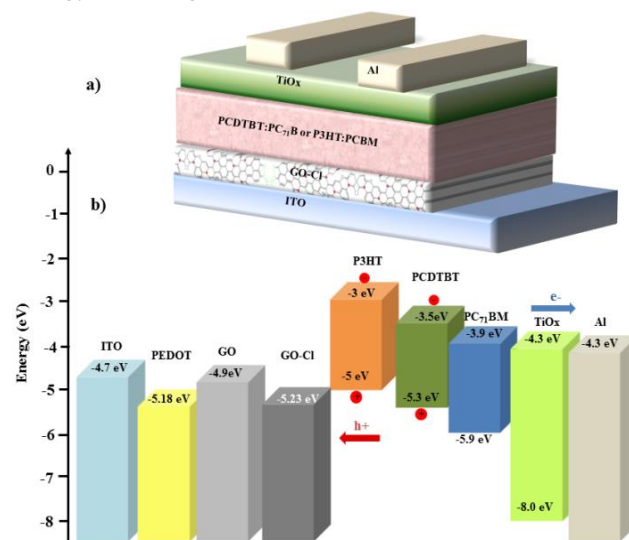 a)
TiOx
Al
PCDTBT:PC₇₁B or P3HT:PCBM
GO-Cl
ITO
b)
Energy (eV)
0
-1
-2
-3
-4
-5
-6
-7
-8
ITO
-4.7 eV
PEDOT
-5.18 eV
GO
-4.9eV
GO-Cl
-5.23 eV
P3HT
-
-3 eV
-5 eV
+
PCDTBT
-
-3.5eV
-5.3 eV
+
h+
PC₇₁BM
-3.9 eV
-5.9 eV
e-
TiOx
-4.3 eV
-8.0 eV
Al
-4.3 eV